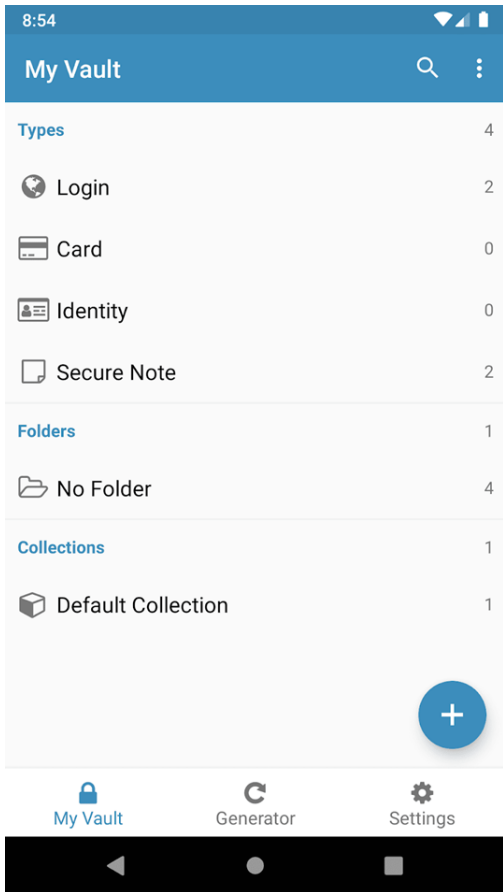 8:54
My Vault
Types 4
Login 2
Card 0
Identity 0
Secure Note 2
Folders 1
No Folder 4
Collections 1
Default Collection 1
My Vault Generator Settings